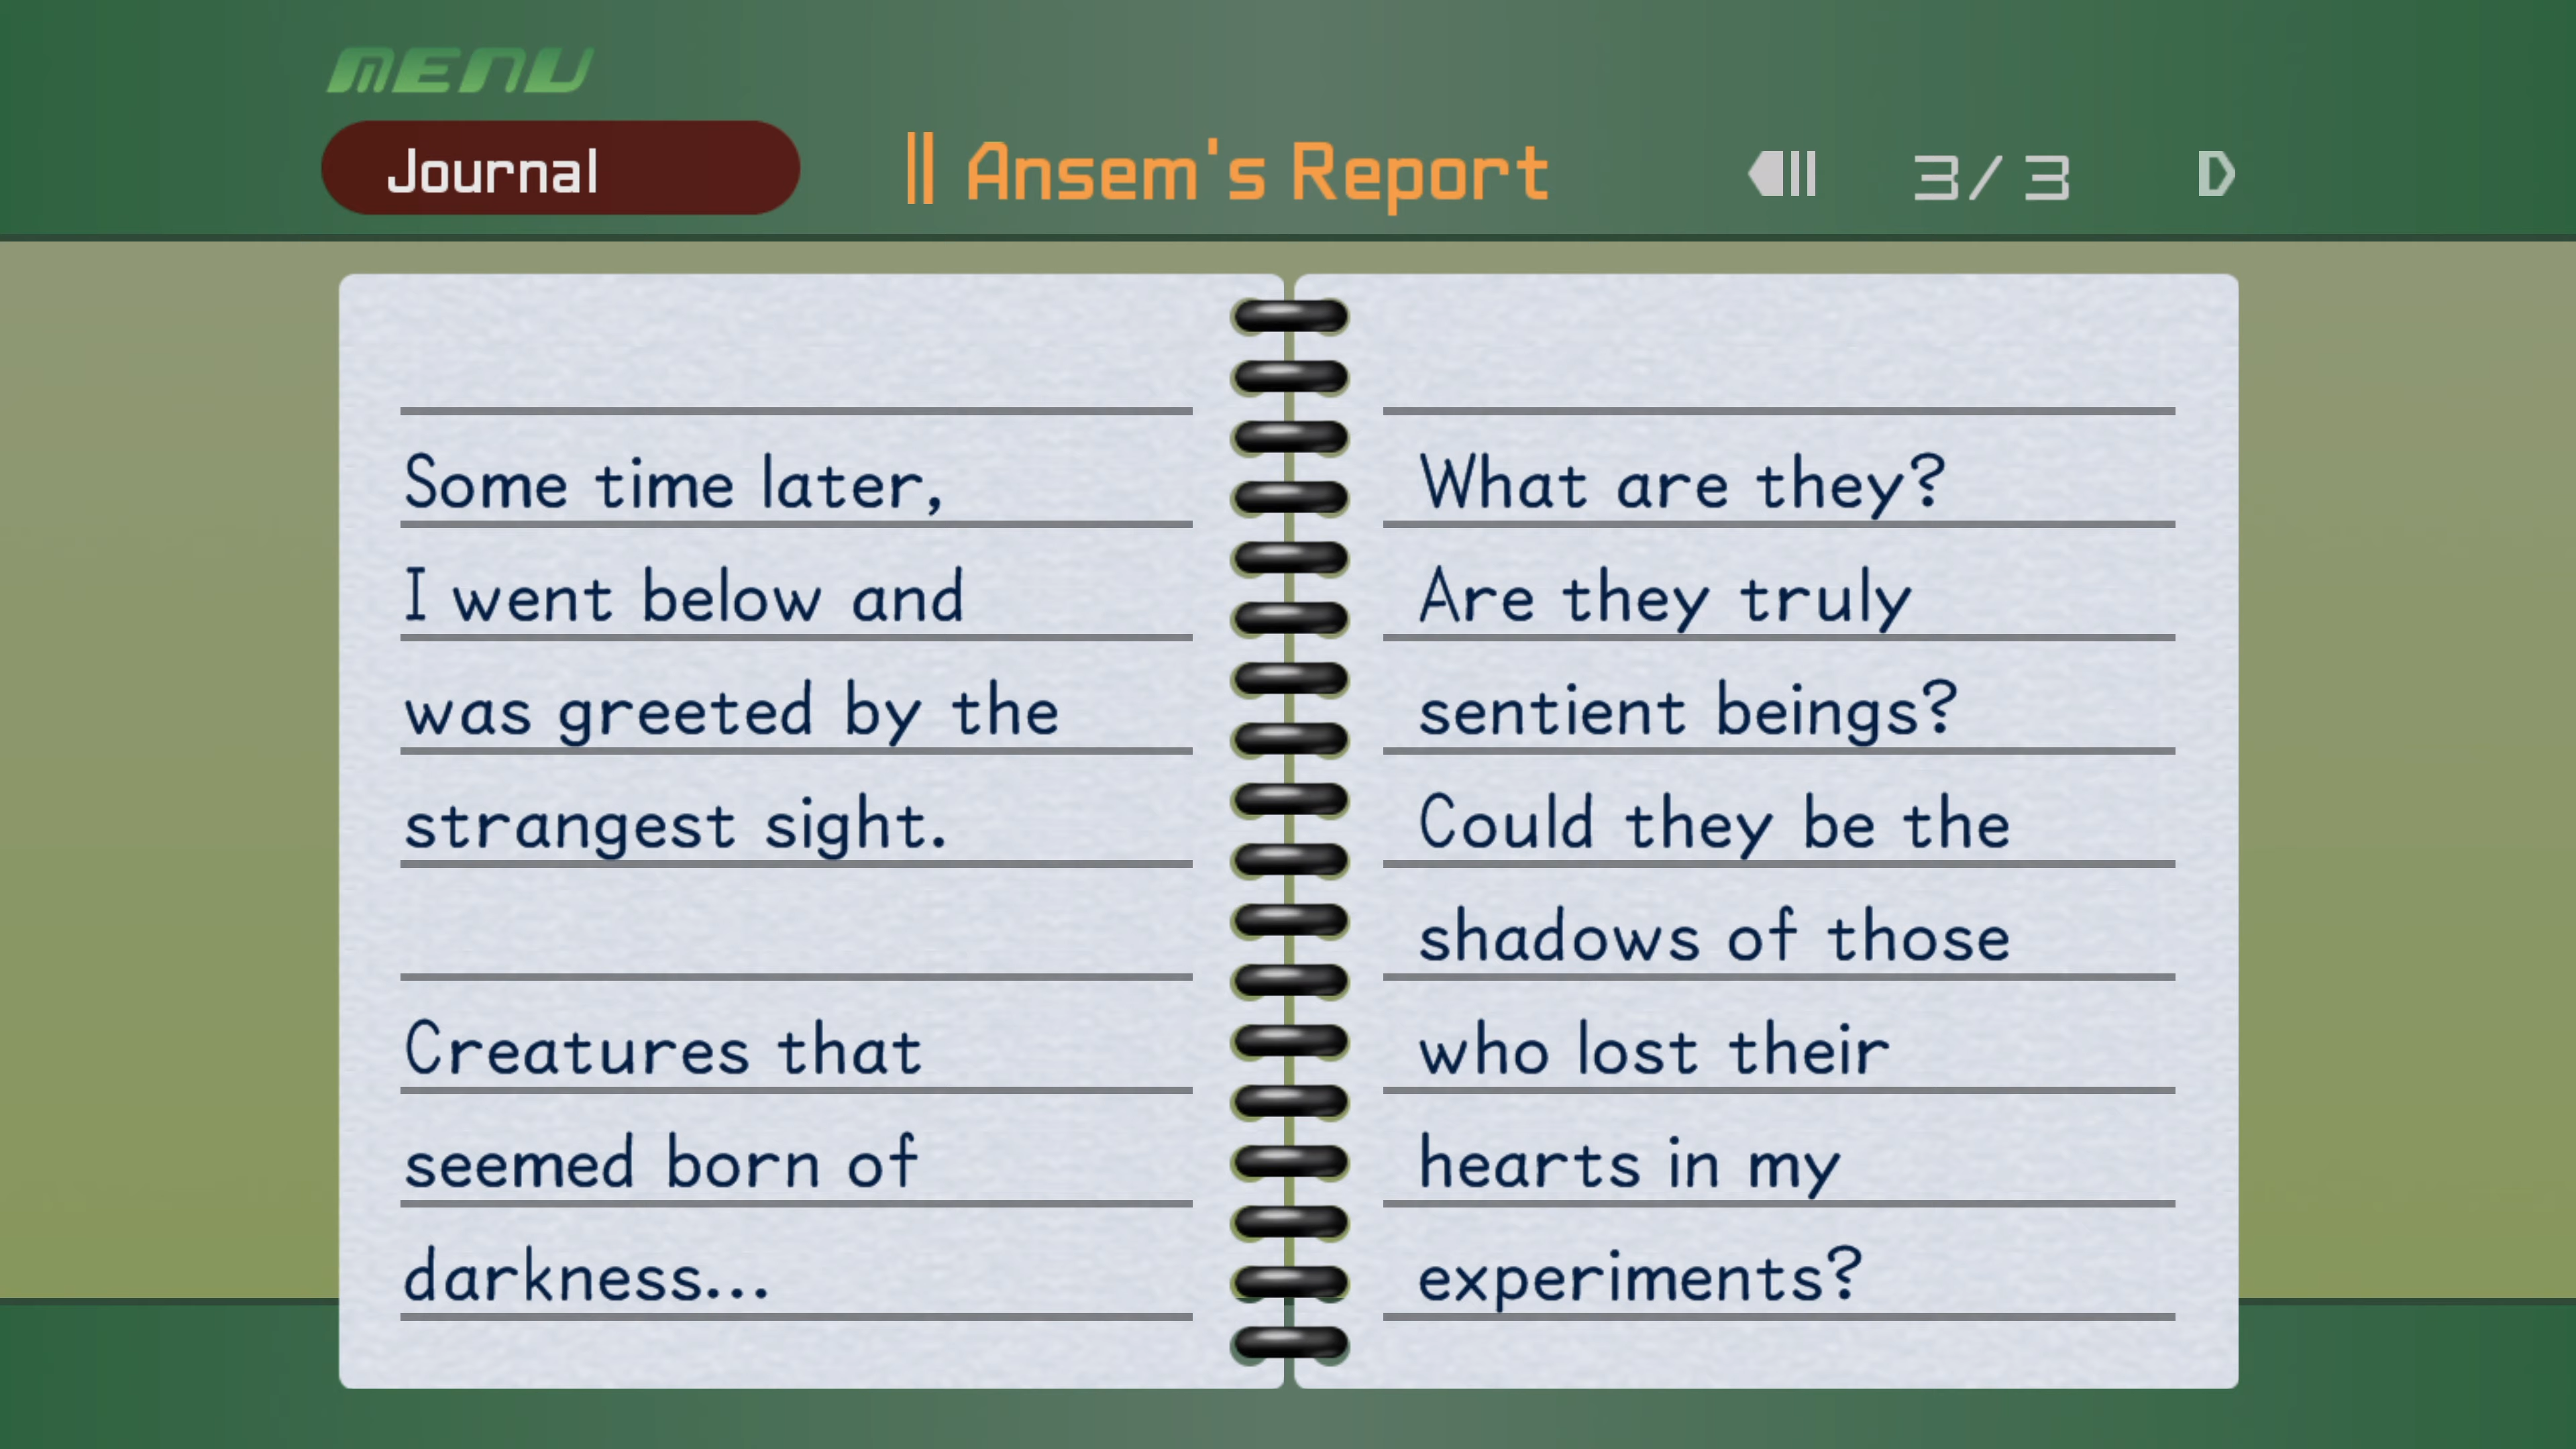 MENU
Journal
Ansem's Report
3/3
Some time later,
I went below and
was greeted by the
strangest sight.
Creatures that
seemed born of
darkness...
What are they?
Are they truly
sentient beings?
Could they be the
shadows of those
who lost their
hearts in my
experiments?